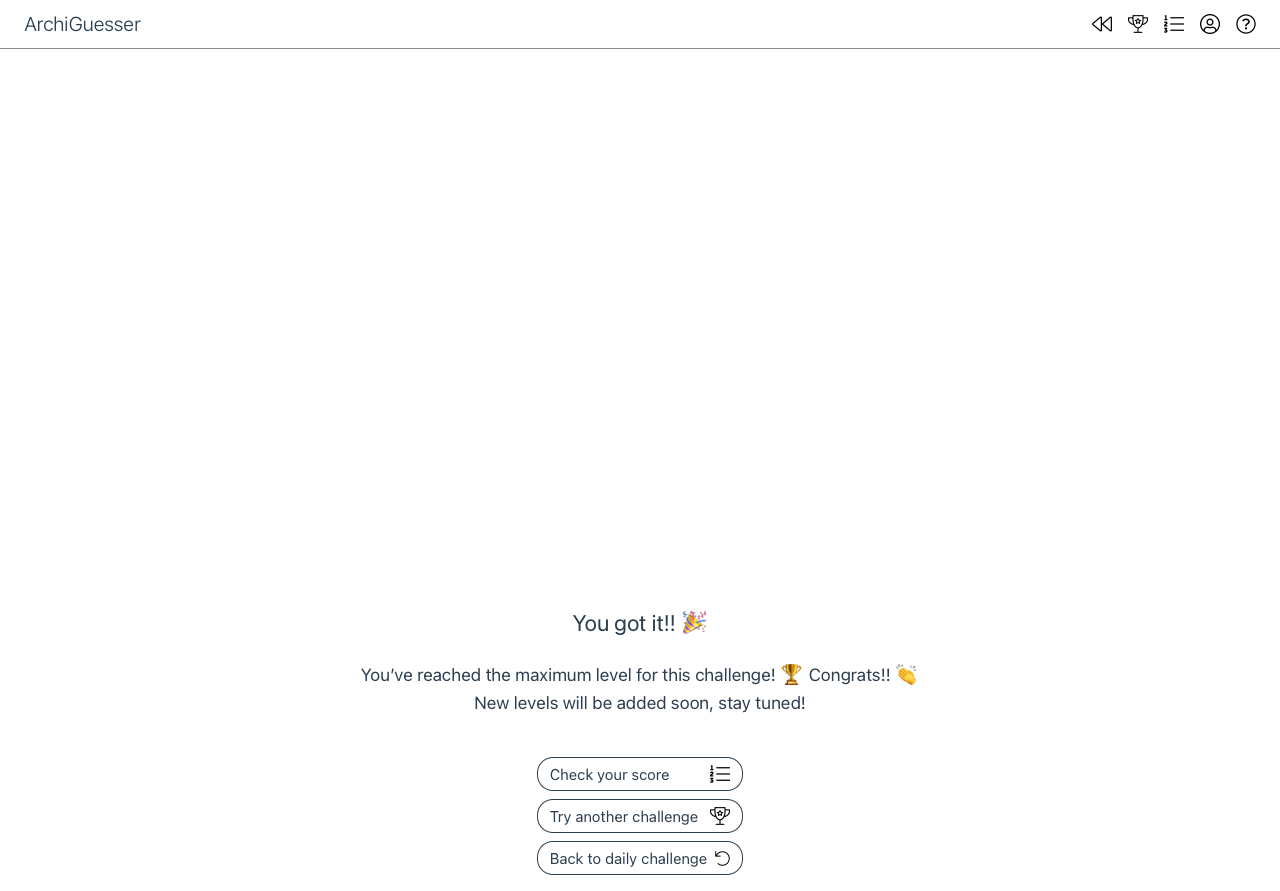 ArchiGuesser
You got it!! 🎉
You’ve reached the maximum level for this challenge! 🏆 Congrats!! 👏
New levels will be added soon, stay tuned!
Check your score
Try another challenge
Back to daily challenge